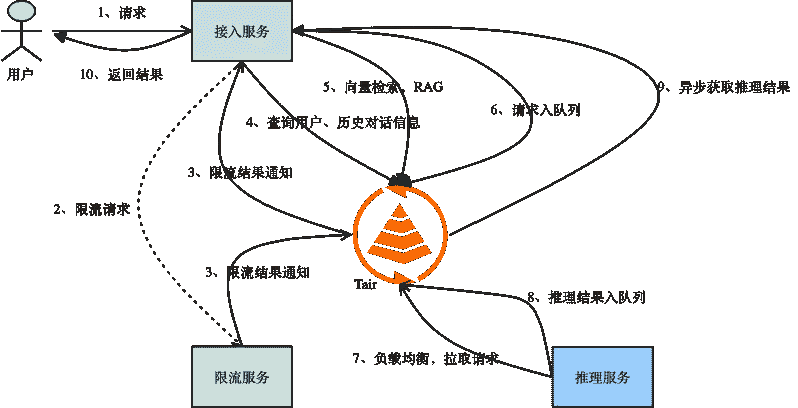 1、请求
接入服务
用户
10、返回结果
5、向量检索、RAG
9、异步获取推理结果
6、请求入队列
4、查询用户、历史对话信息
3、限流结果通知
2、限流请求
3、限流结果通知
Tair
8、推理结果入队列
7、负载均衡，拉取请求
限流服务
推理服务